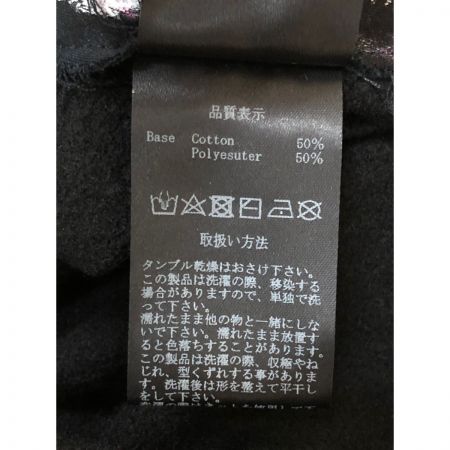 品質表示
Base Cotton 50%
Polyesuter 50%
取扱い方法
タンブル乾燥はおさけ下さい。
この製品は洗濯の際、移染する
場合がありますので、単独で洗
って下さい。
濡れたまま他の物と一緒にしな
いで下さい。濡れたまま放置す
ると色落ちすることがあります。
この製品は洗濯の際、収縮やね
じれ、型くずれする事がありま
す。洗濯後は形を整えて平干し
をして下さい。